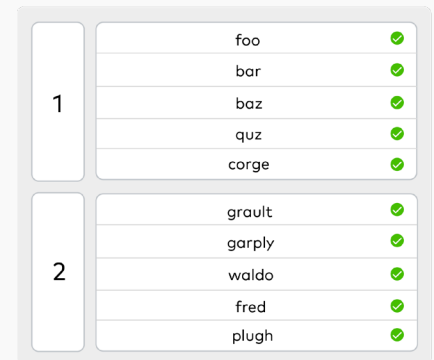 1
foo
bar
baz
quz
corge
2
grault
garply
waldo
fred
plugh